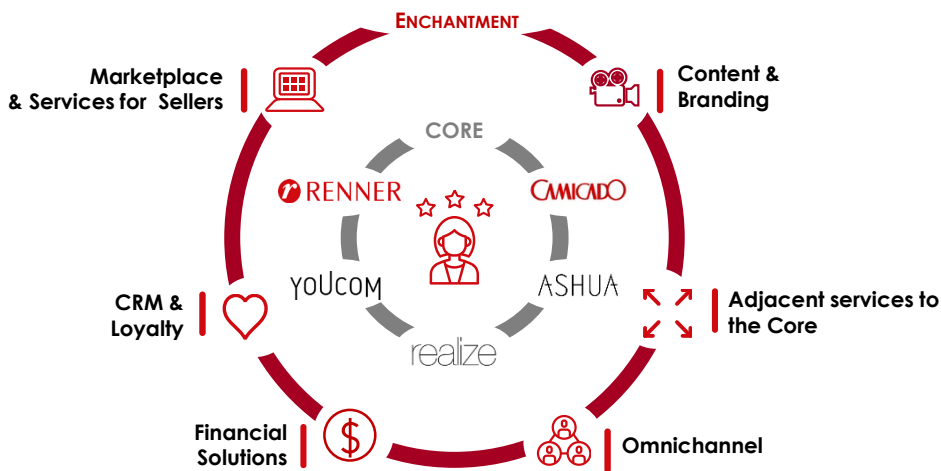 ENCHANTMENT
Marketplace
& Services for Sellers
Content &
Branding
CORE
RENNER
CAMICADO
YOUCOM
ASHUA
CRM &
Loyalty
Adjacent services to
the Core
realize
Financial
Solutions
$
Omnichannel